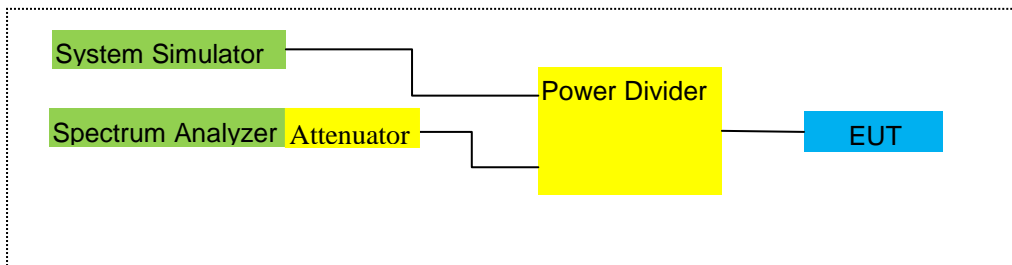 System Simulator
Power Divider
Spectrum Analyzer Attenuator
EUT